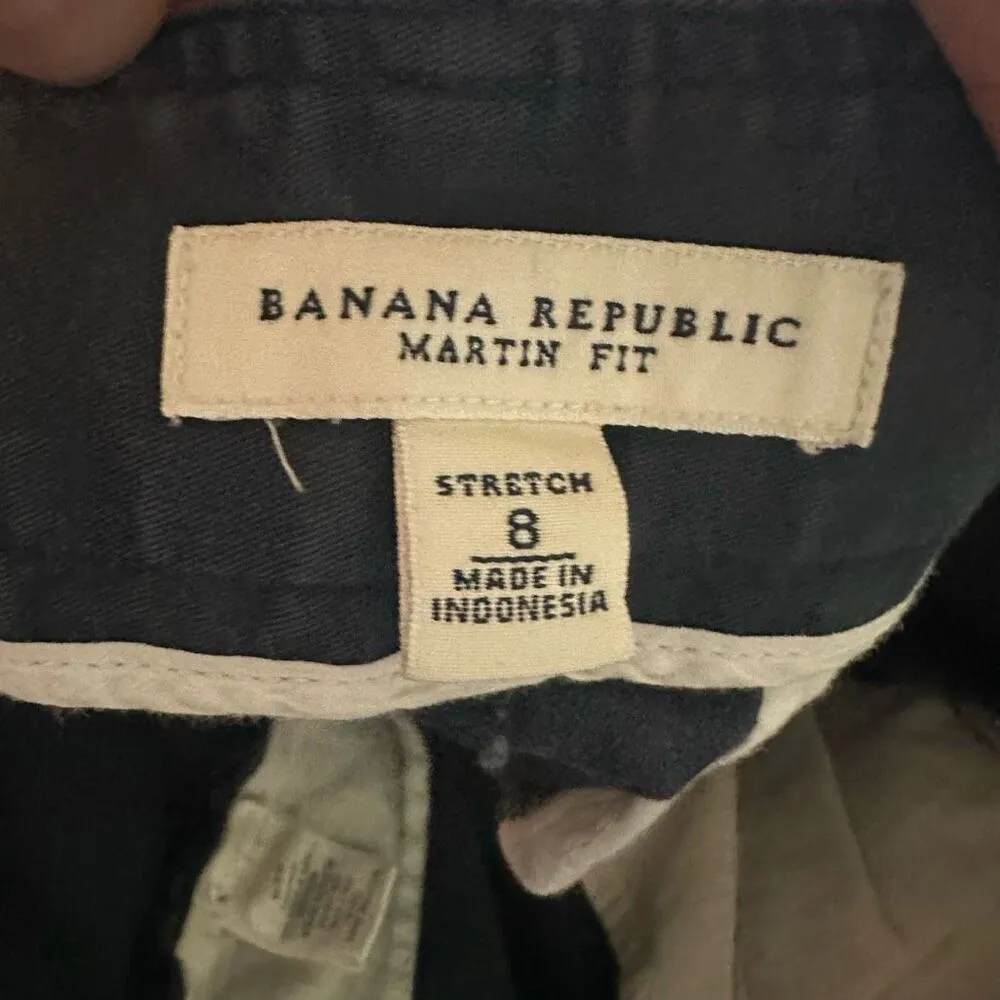 BANANA REPUBLIC
MARTIN FIT
STRETCH
8
MADE IN
INDONESIA